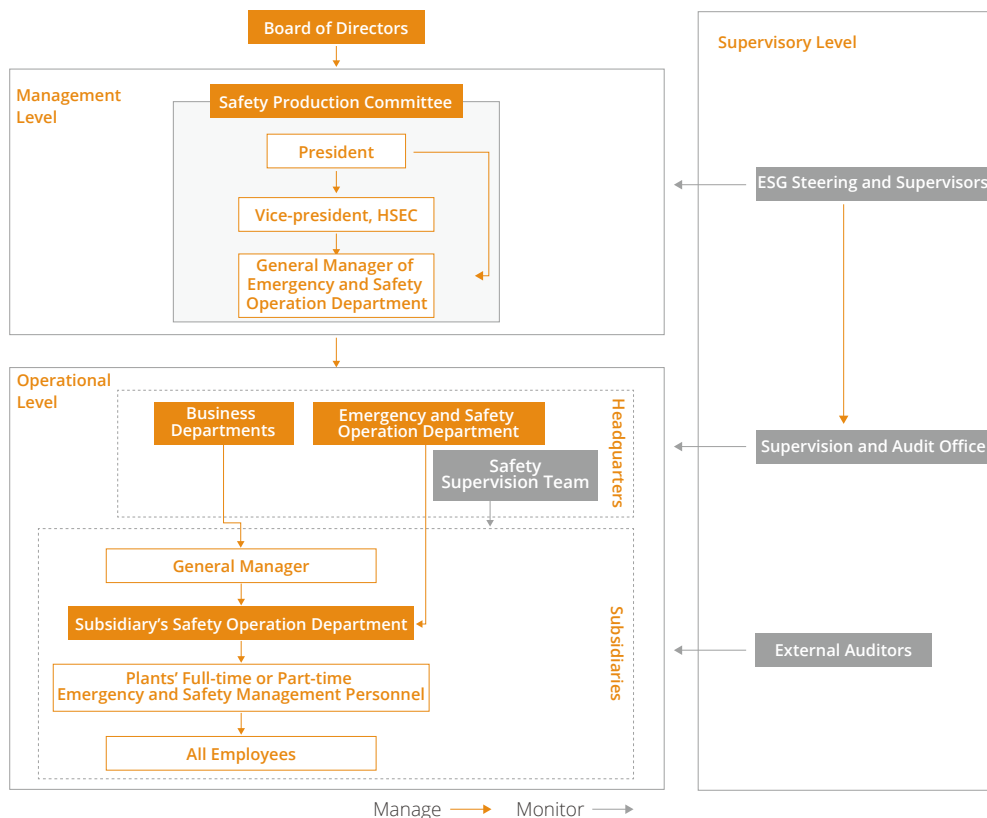 Board of Directors
Supervisory Level
Management
Level
Safety Production Committee
President
Vice-president, HSEC
General Manager of
Emergency and Safety
Operation Department
ESG Steering and Supervisors
Operational
Level
Business
Departments
Emergency and Safety
Operation Department
Safety
Supervision Team
Headquarters
Supervision and Audit Office
General Manager
Subsidiary’s Safety Operation Department
Plants’ Full-time or Part-time
Emergency and Safety Management Personnel
All Employees
Subsidiaries
External Auditors
Manage
Monitor